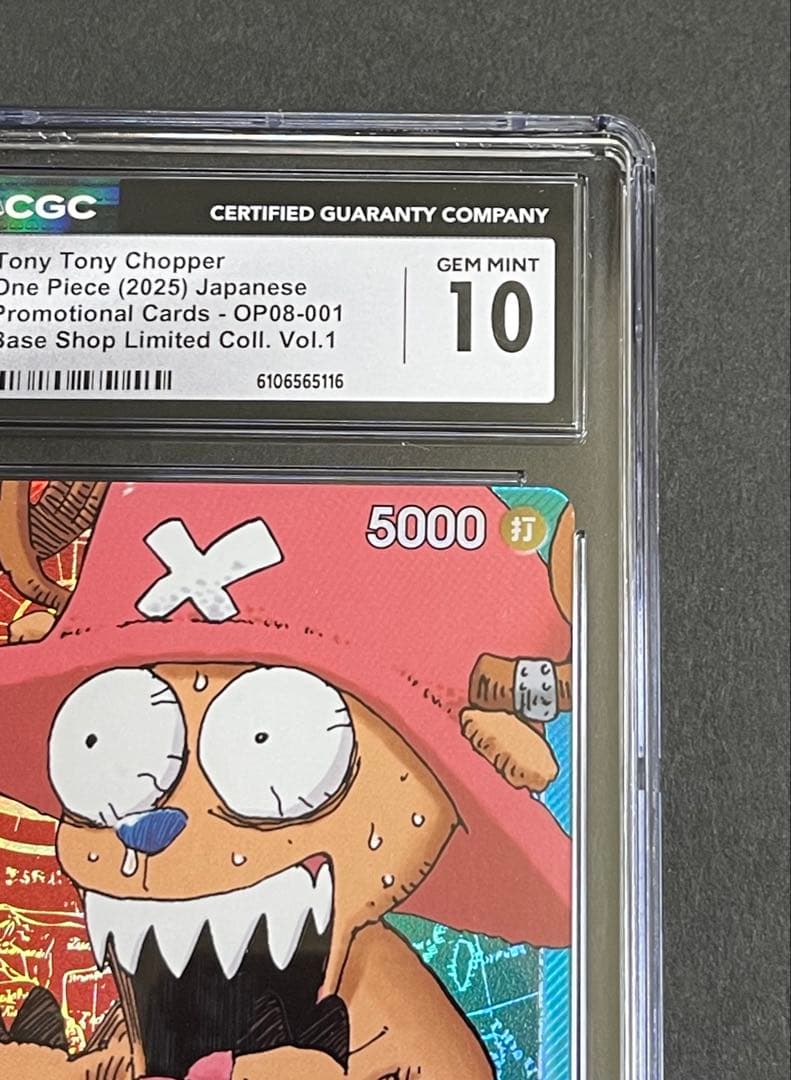 CGC
CERTIFIED GUARANTY COMPANY
Tony Tony Chopper
One Piece (2025) Japanese
Promotional Cards - OP08-001
Base Shop Limited Coll. Vol.1
6106565116
GEM MINT
10
5000 打